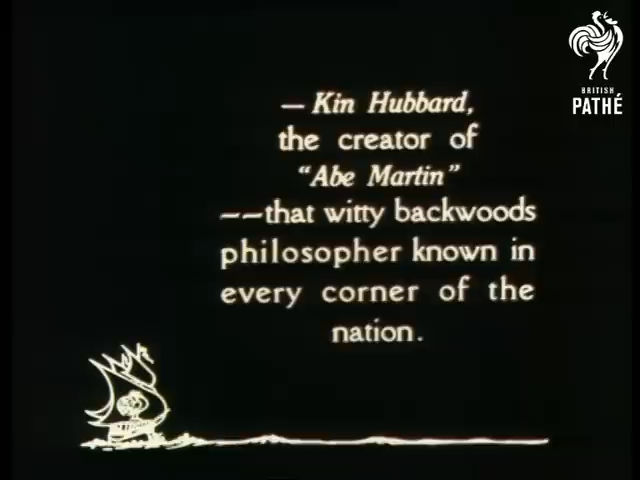 BRITISH
PATHÉ
— Kin Hubbard,
the creator of
“Abe Martin”
——that witty backwoods
philosopher known in
every corner of the
nation.